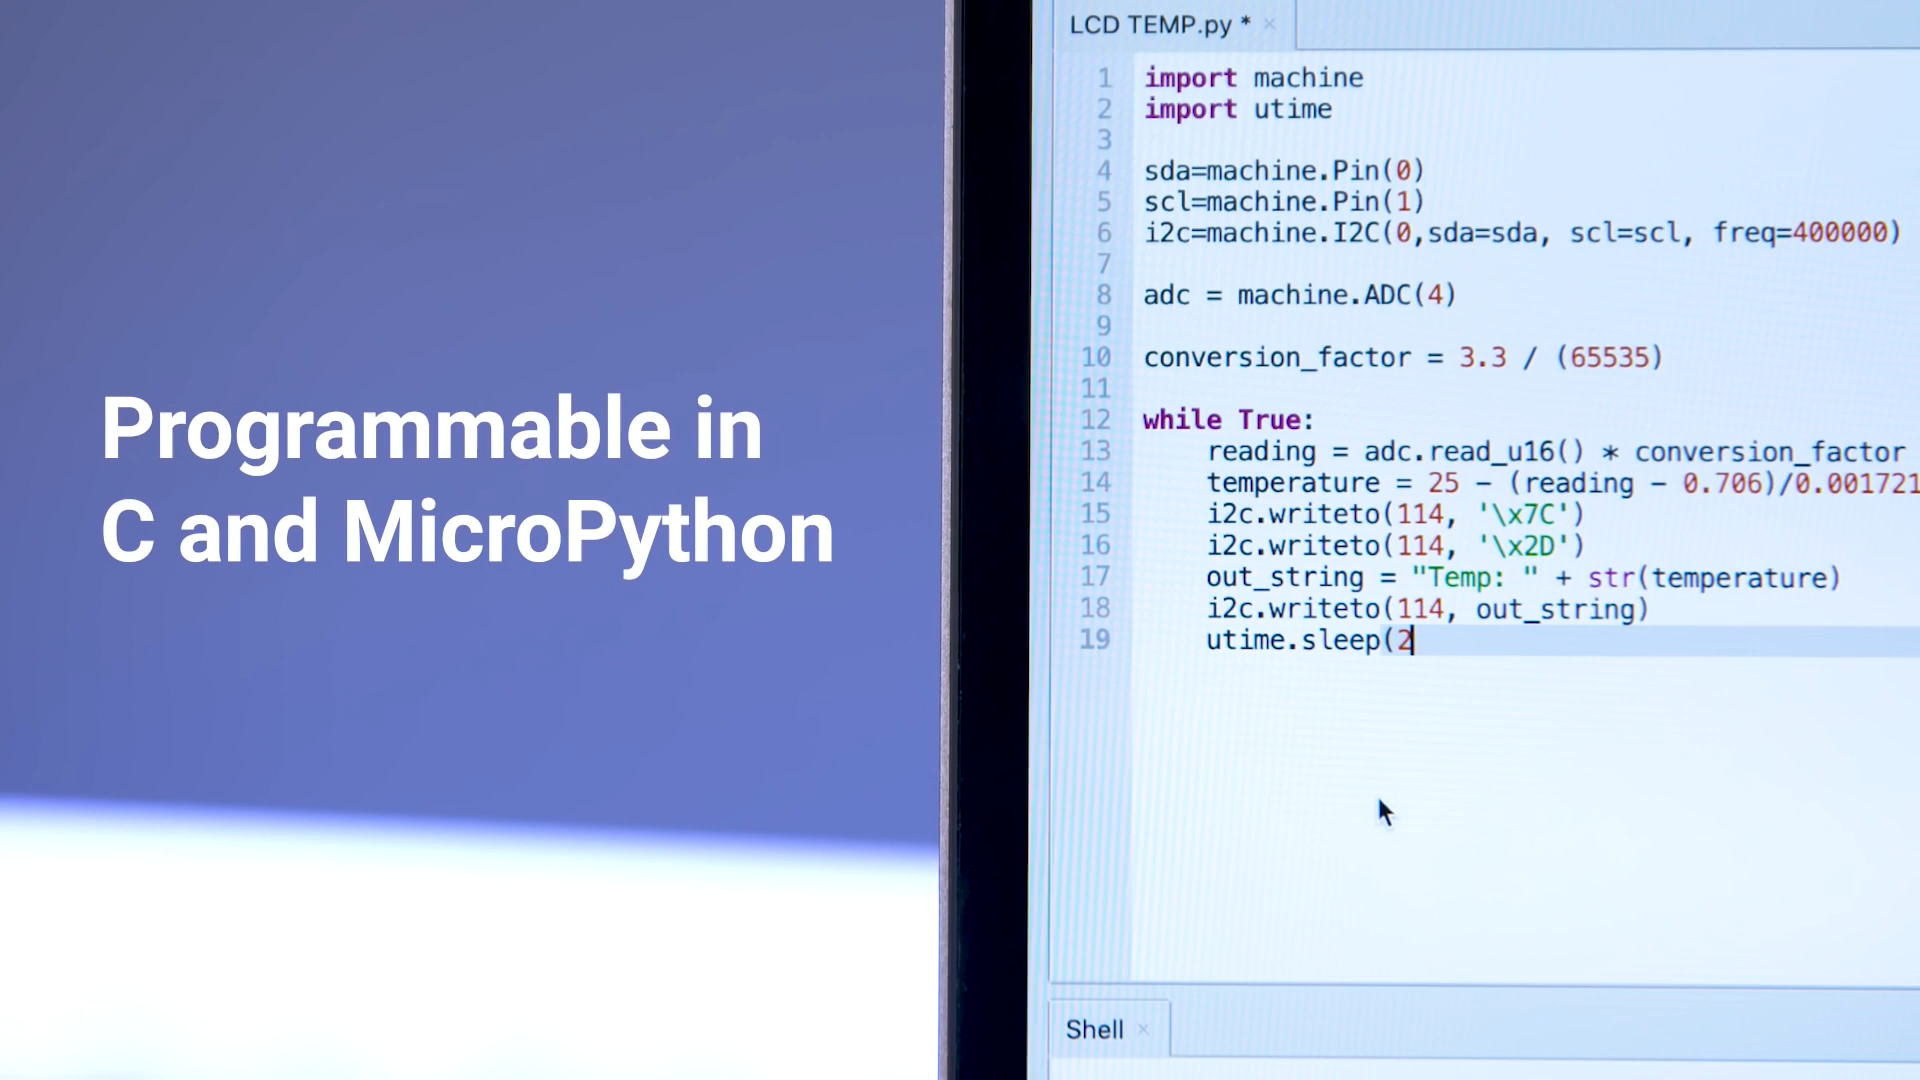 Programmable in
C and MicroPython
LCD TEMP.py * ×
1 import machine
2 import utime
3
4 sda=machine.Pin(0)
5 scl=machine.Pin(1)
6 i2c=machine.I2C(0,sda=sda, scl=scl, freq=400000)
7
8 adc = machine.ADC(4)
9
10 conversion_factor = 3.3 / (65535)
11
12 while True:
13     reading = adc.read_u16() * conversion_factor
14     temperature = 25 - (reading - 0.706)/0.001721
15     i2c.writeto(114, '\x7C')
16     i2c.writeto(114, '\x2D')
17     out_string = "Temp: " + str(temperature)
18     i2c.writeto(114, out_string)
19     utime.sleep(2
Shell ×